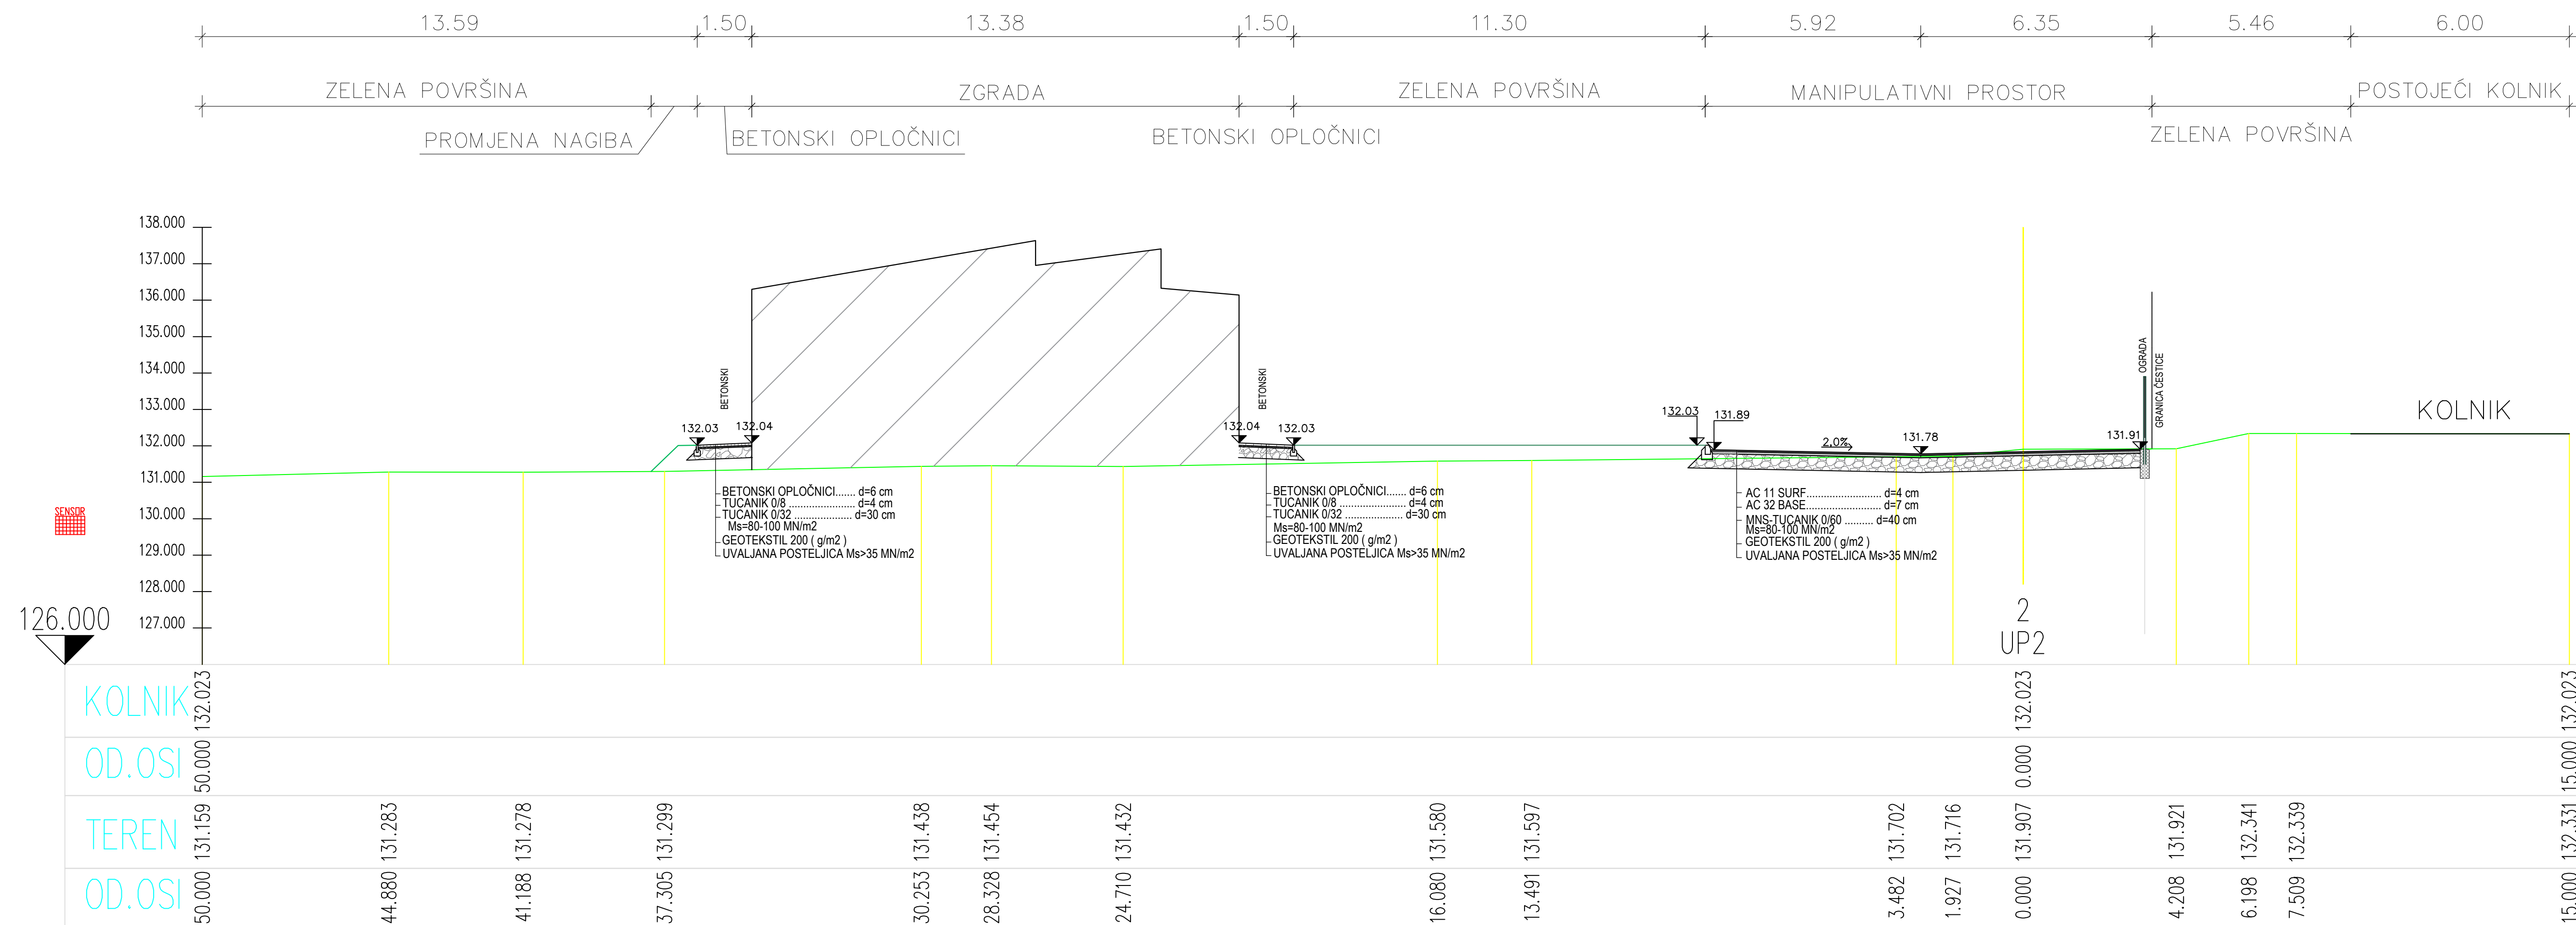 13.59 1.50 13.38 1.50 11.30 5.92 6.35 5.46 6.00
ZELENA POVRŠINA ZGRADA ZELENA POVRŠINA MANIPULATIVNI PROSTOR POSTOJEĆI KOLNIK
PROMJENA NAGIBA BETONSKI OPLOČNICI BETONSKI OPLOČNICI ZELENA POVRŠINA
138.000
137.000
136.000
135.000
134.000
133.000
132.000
131.000
130.000
129.000
128.000
127.000
126.000
SENSOR
BETONSKI
132.03 132.04
BETONSKI
132.04 132.03
132.03 131.89
2,0%
131.78
131.91
OGRADA
GRANICA ČESTICE
KOLNIK
BETONSKI OPLOČNICI....... d=6 cm
TUCANIK 0/8 ....................... d=4 cm
TUCANIK 0/32 .................... d=30 cm
Ms=80-100 MN/m2
GEOTEKSTIL 200 ( g/m2 )
UVALJANA POSTELJICA Ms>35 MN/m2
BETONSKI OPLOČNICI....... d=6 cm
TUCANIK 0/8 ....................... d=4 cm
TUCANIK 0/32 .................... d=30 cm
Ms=80-100 MN/m2
GEOTEKSTIL 200 ( g/m2 )
UVALJANA POSTELJICA Ms>35 MN/m2
AC 11 SURF.......................... d=4 cm
AC 32 BASE.......................... d=7 cm
MNS-TUCANIK 0/60 .......... d=40 cm
Ms=80-100 MN/m2
GEOTEKSTIL 200 ( g/m2 )
UVALJANA POSTELJICA Ms>35 MN/m2
2
UP2
KOLNIK 132.023 132.023 132.023
OD.OSI 50.000 0.000 15.000
TEREN 131.159 131.283 131.278 131.299 131.438 131.454 131.432 131.580 131.597 131.702 131.716 131.907 131.921 132.341 132.339 132.331
OD.OSI 50.000 44.880 41.188 37.305 30.253 28.328 24.710 16.080 13.491 3.482 1.927 0.000 4.208 6.198 7.509 15.000